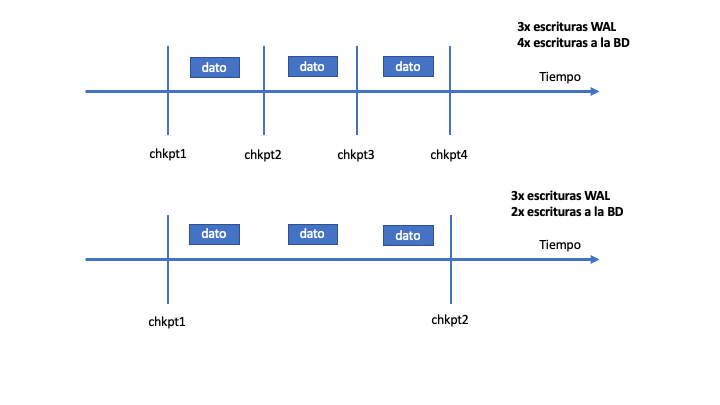 3x escrituras WAL
4x escrituras a la BD
dato dato dato
Tiempo
chkpt1 chkpt2 chkpt3 chkpt4
3x escrituras WAL
2x escrituras a la BD
dato dato dato
Tiempo
chkpt1 chkpt2